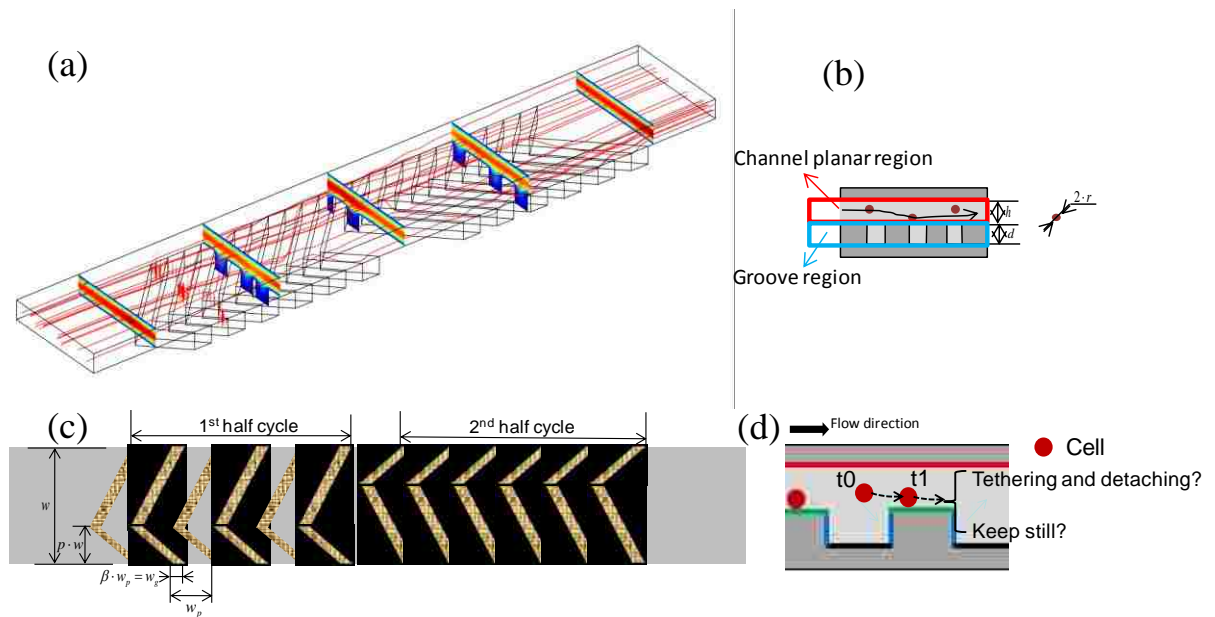 (a)
(b)
Channel planar region
h
d
2·r
Groove region
(c)
1st half cycle
2nd half cycle
w
p·w
β·wp = wg
wp
(d)
Flow direction
Cell
t0
t1
Tethering and detaching?
Keep still?